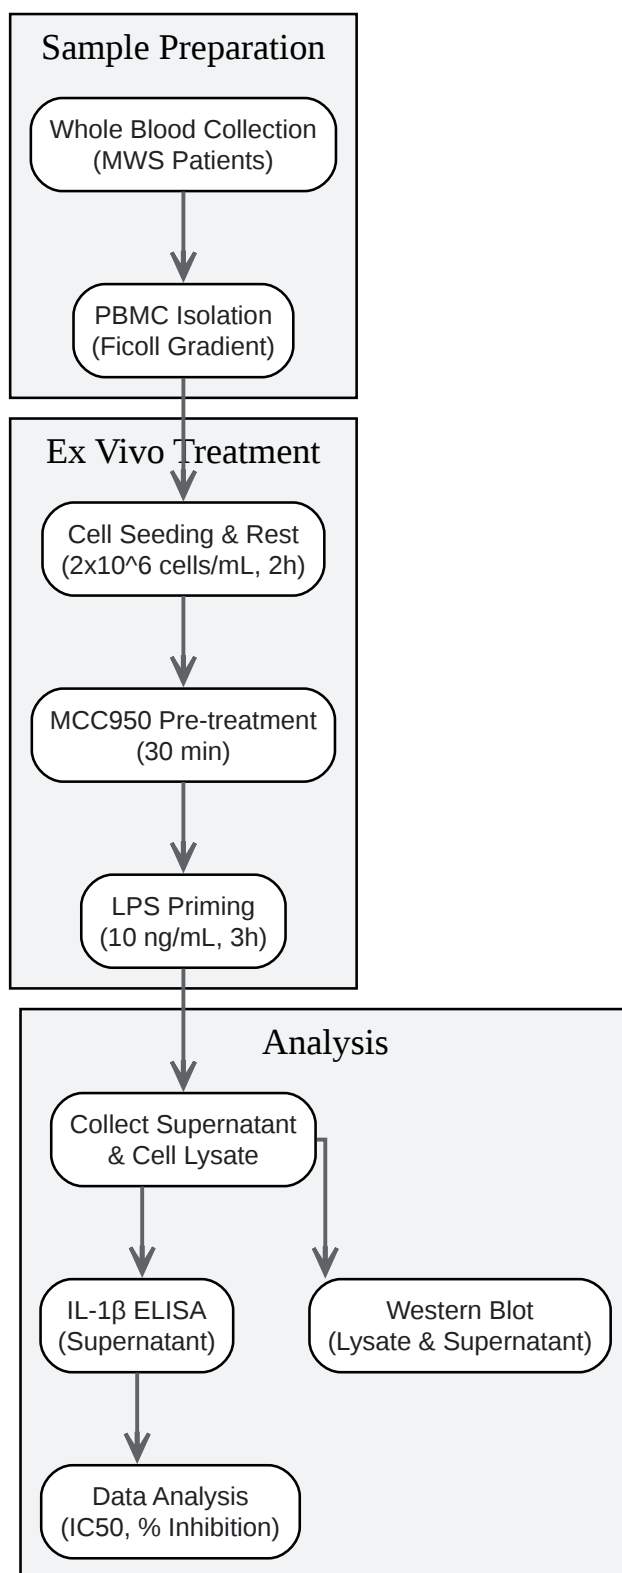 Sample Preparation
Whole Blood Collection
(MWS Patients)
PBMC Isolation
(Ficoll Gradient)
Ex Vivo Treatment
Cell Seeding & Rest
(2x10^6 cells/mL, 2h)
MCC950 Pre-treatment
(30 min)
LPS Priming
(10 ng/mL, 3h)
Analysis
Collect Supernatant
& Cell Lysate
IL-1β ELISA
(Supernatant)
Western Blot
(Lysate & Supernatant)
Data Analysis
(IC50, % Inhibition)